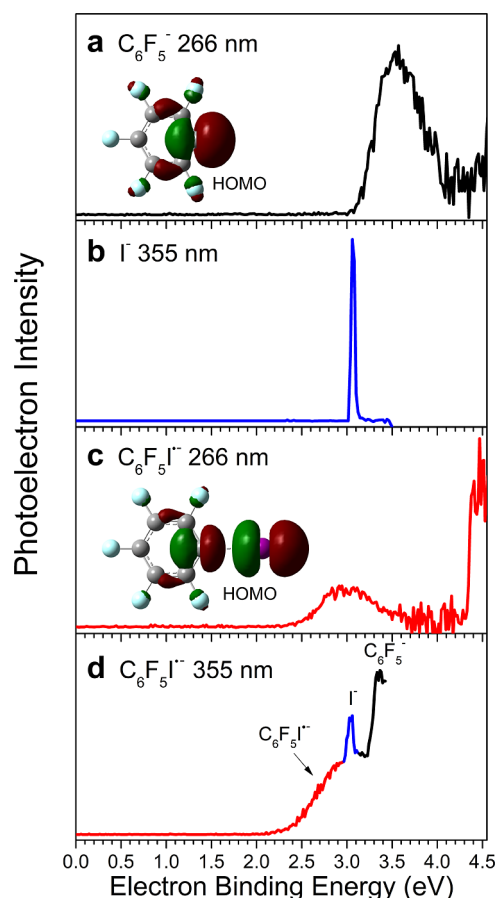 a C₆F₅⁻ 266 nm
HOMO
b I⁻ 355 nm
c C₆F₅I•⁻ 266 nm
HOMO
d C₆F₅I•⁻ 355 nm
C₆F₅⁻
I⁻
C₆F₅I•⁻
0.0 0.5 1.0 1.5 2.0 2.5 3.0 3.5 4.0 4.5
Electron Binding Energy (eV)
Photoelectron Intensity